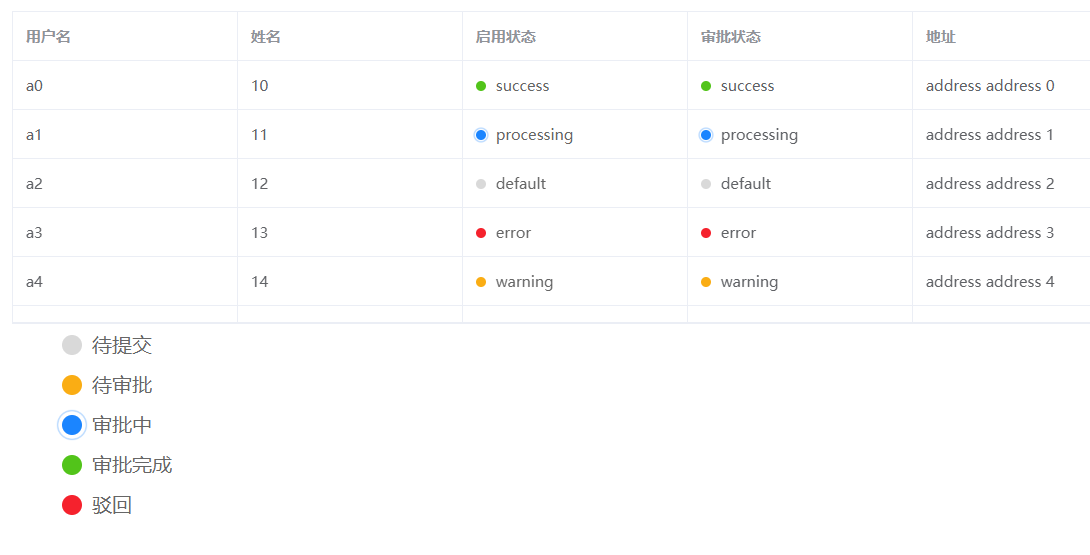 用户名 姓名 启用状态 审批状态 地址
a0 10 success success address address 0
a1 11 processing processing address address 1
a2 12 default default address address 2
a3 13 error error address address 3
a4 14 warning warning address address 4
待提交
待审批
审批中
审批完成
驳回